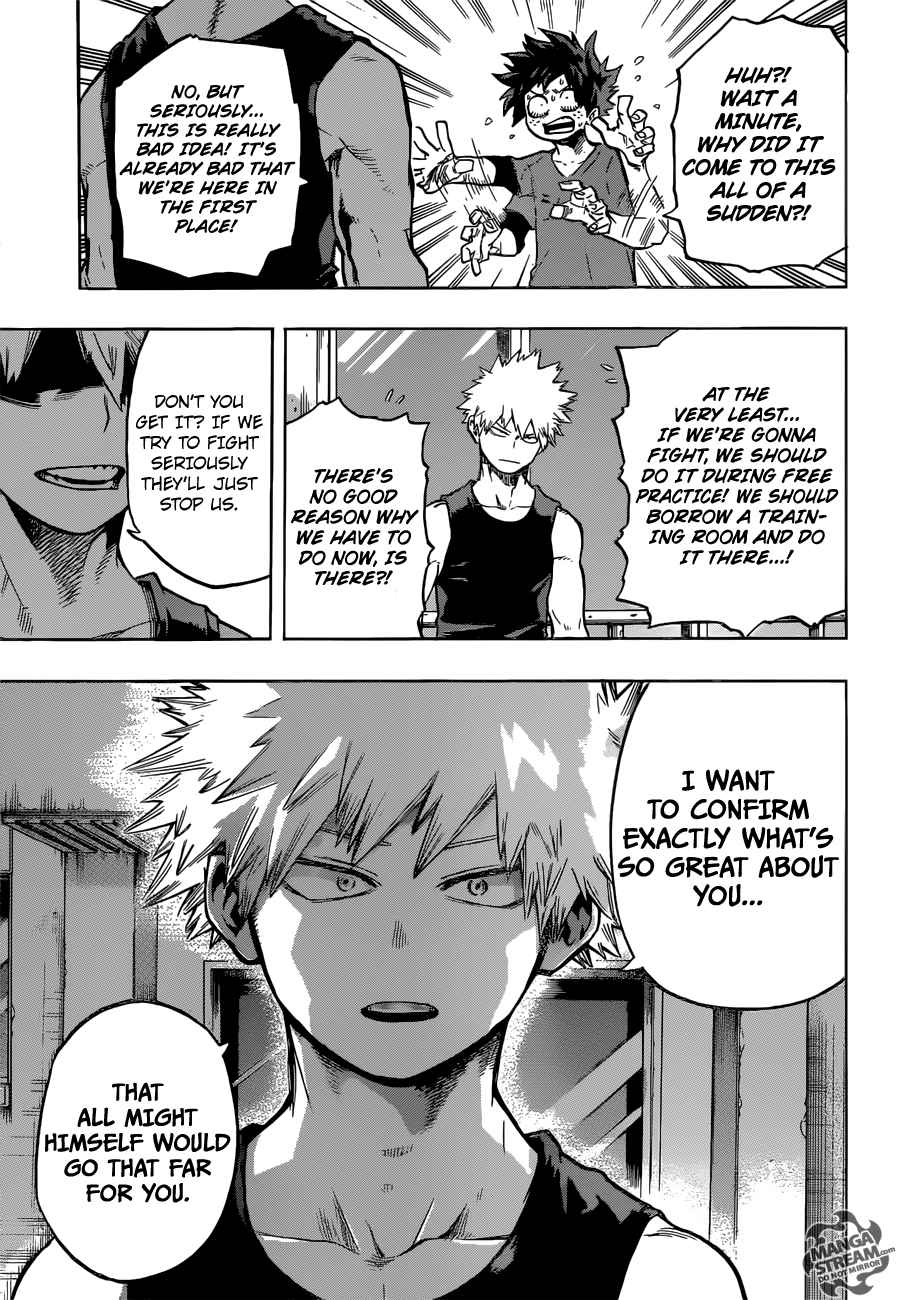 HUH?!
WAIT A
MINUTE,
WHY DID IT
COME TO THIS
ALL OF A
SUDDEN?!
NO, BUT
SERIOUSLY...
THIS IS REALLY
BAD IDEA! IT'S
ALREADY BAD THAT
WE'RE HERE IN
THE FIRST
PLACE!
AT THE
VERY LEAST...
IF WE'RE GONNA
FIGHT, WE SHOULD
DO IT DURING FREE
PRACTICE! WE SHOULD
BORROW A TRAIN-
ING ROOM AND DO
IT THERE...!
THERE'S
NO GOOD
REASON WHY
WE HAVE TO
DO NOW, IS
THERE?!
DON'T YOU
GET IT? IF WE
TRY TO FIGHT
SERIOUSLY
THEY'LL JUST
STOP US.
I WANT
TO CONFIRM
EXACTLY WHAT'S
SO GREAT ABOUT
YOU...
THAT
ALL MIGHT
HIMSELF WOULD
GO THAT FAR
FOR YOU.
MANGA
STREAM.com
DO NOT MIRROR